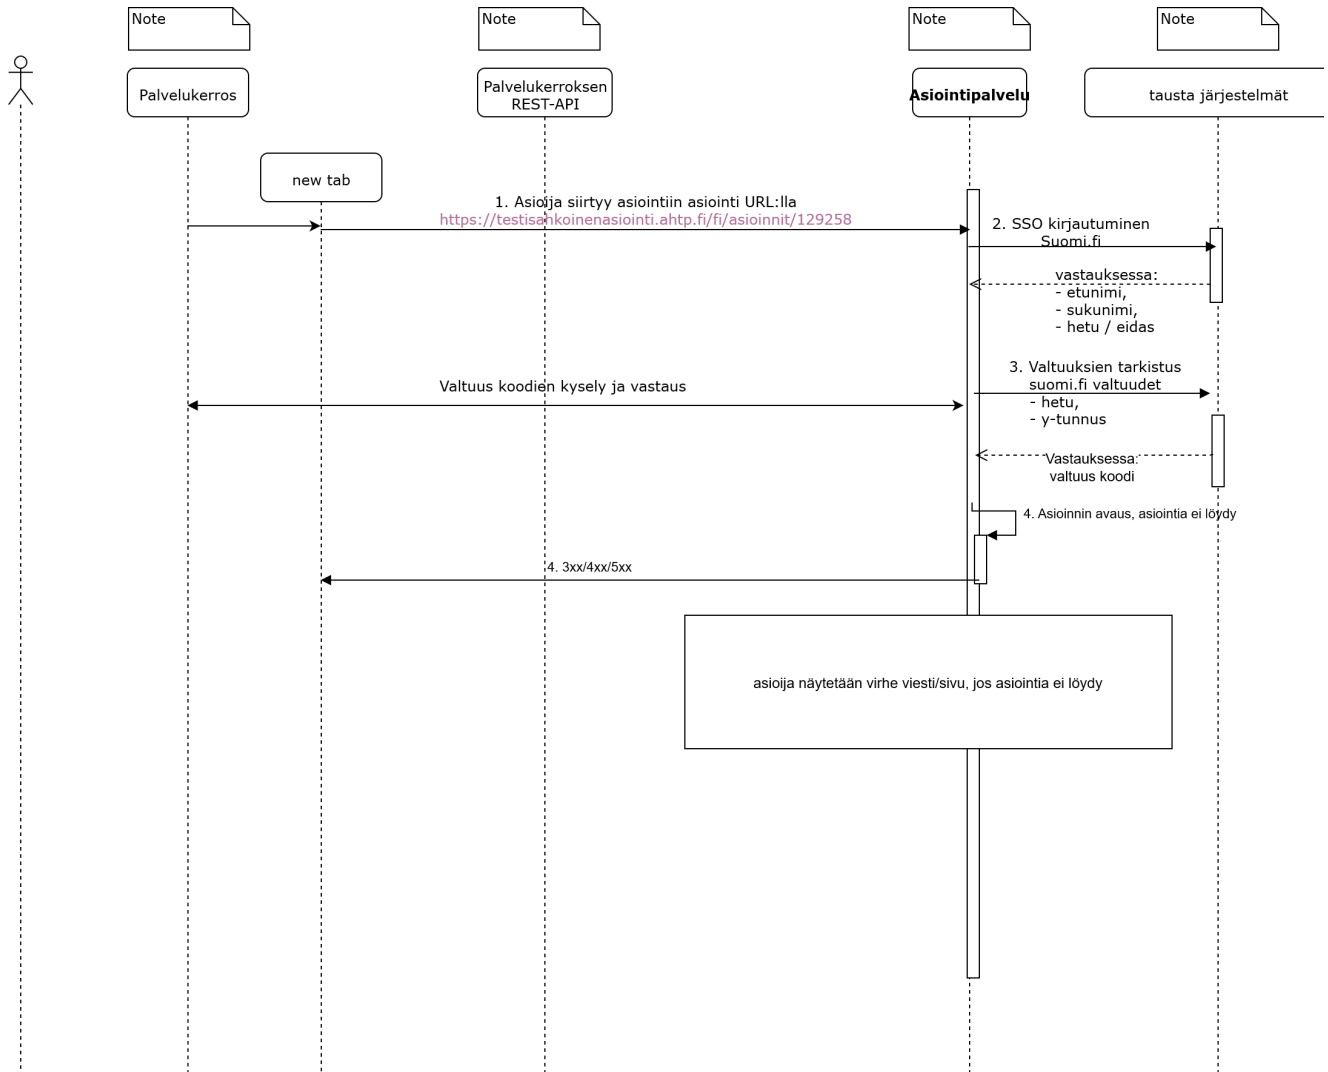 Note
Note
Note
Note
Palvelukerros
Palvelukerroksen
REST-API
Asiointipalvelu
tausta järjestelmät
new tab
1. Asioija siirtyy asiointiin asiointi URL:lla
https://testisahkoinenasiointi.ahtp.fi/fi/asioinnit/129258
2. SSO kirjautuminen
Suomi.fi
vastauksessa:
- etunimi,
- sukunimi,
- hetu / eidas
3. Valtuuksien tarkistus
suomi.fi valtuudet
- hetu,
- y-tunnus
Valtuus koodien kysely ja vastaus
Vastauksessa:
valtuus koodi
4. Asioinnin avaus, asiointia ei löydy
4. 3xx/4xx/5xx
asioija näytetään virhe viesti/sivu, jos asiointia ei löydy